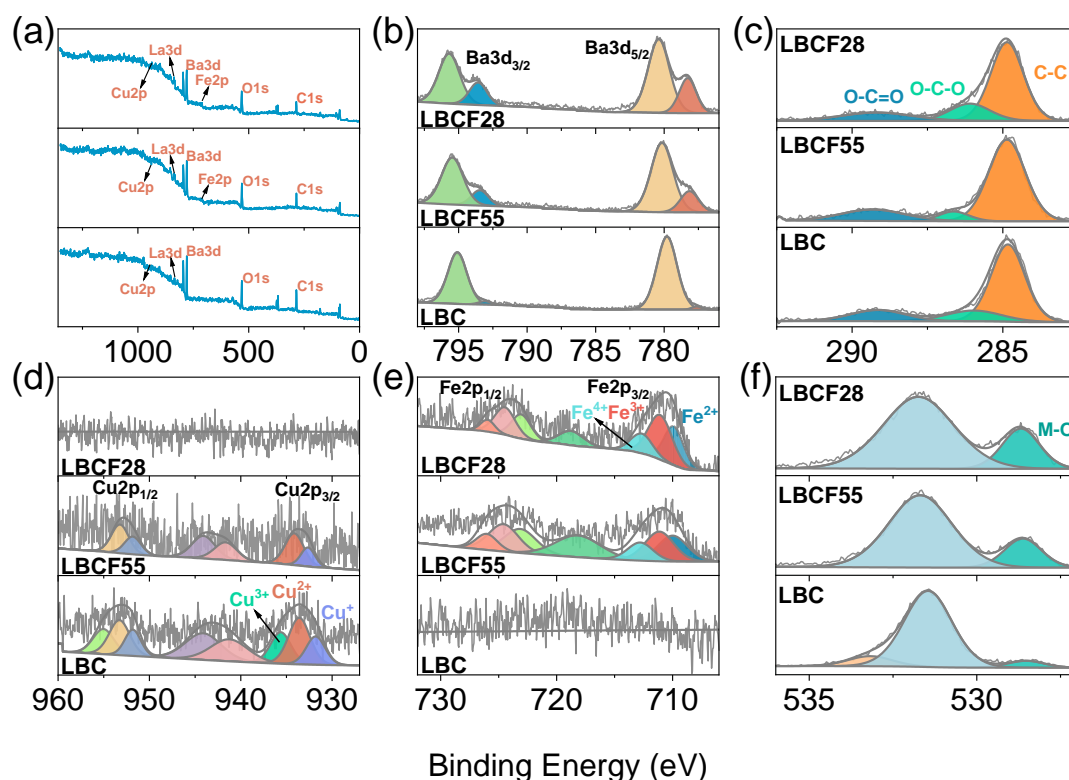 (a)
La3d
Ba3d
Fe2p
Cu2p
O1s
C1s
La3d
Ba3d
Cu2p
Fe2p
O1s
C1s
La3d
Ba3d
Cu2p
O1s
C1s
1000
500
0
(b)
Ba3d3/2
Ba3d5/2
LBCF28
LBCF55
LBC
795
790
785
780
(c)
LBCF28
O-C=O
O-C-O
C-C
LBCF55
LBC
290
285
(d)
LBCF28
Cu2p1/2
Cu2p3/2
LBCF55
Cu3+
Cu2+
Cu+
LBC
960
950
940
930
(e)
Fe2p1/2
Fe2p3/2
Fe4+
Fe3+
Fe2+
LBCF28
LBCF55
LBC
730
720
710
(f)
LBCF28
M-O
LBCF55
LBC
535
530
Binding Energy (eV)